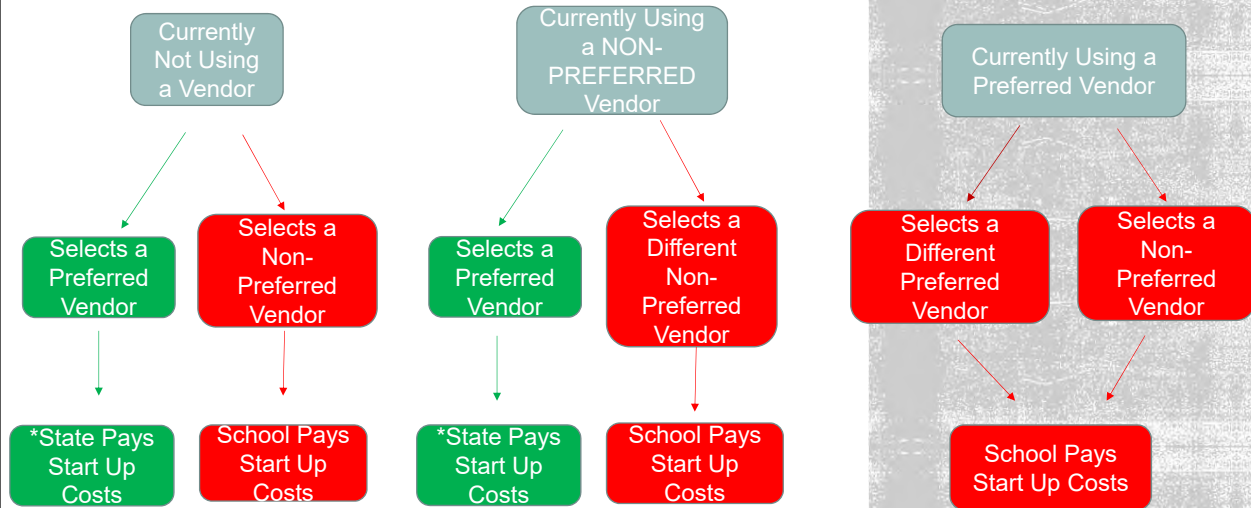 Currently
Not Using
a Vendor
Selects a
Preferred
Vendor
Selects a
Non-
Preferred
Vendor
*State Pays
Start Up
Costs
School Pays
Start Up
Costs
Currently Using
a NON-
PREFERRED
Vendor
Selects a
Preferred
Vendor
Selects a
Different
Non-
Preferred
Vendor
*State Pays
Start Up
Costs
School Pays
Start Up
Costs
Currently Using a
Preferred Vendor
Selects a
Different
Preferred
Vendor
Selects a
Non-
Preferred
Vendor
School Pays
Start Up Costs